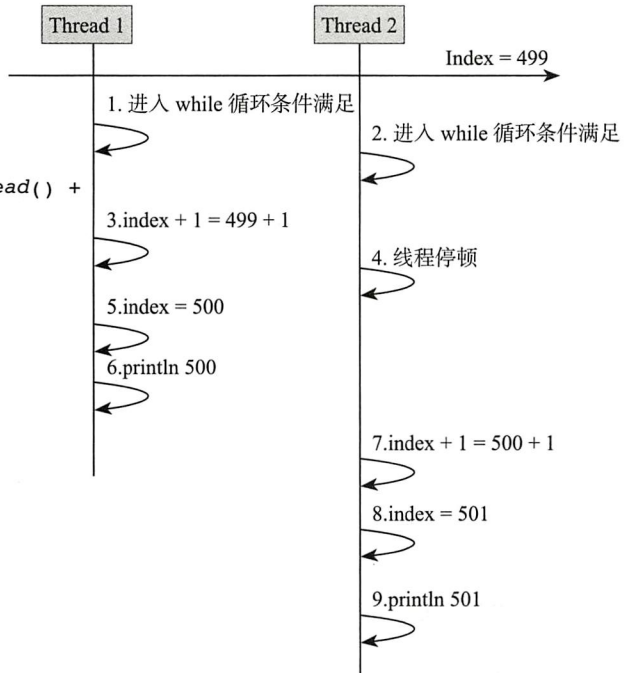 Thread 1
Thread 2
Index = 499
1. 进入 while 循环条件满足
2. 进入 while 循环条件满足
ead() +
3.index + 1 = 499 + 1
4. 线程停顿
5.index = 500
6.println 500
7.index + 1 = 500 + 1
8.index = 501
9.println 501